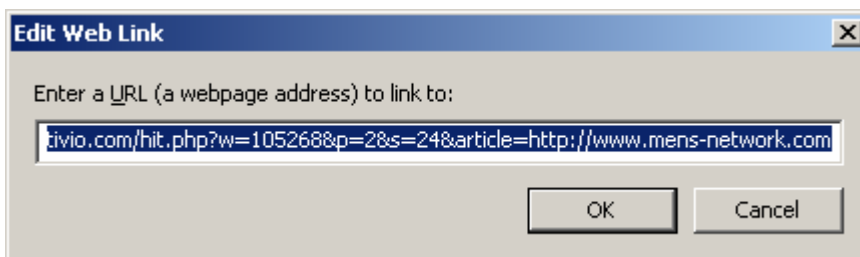 Edit Web Link
Enter a URL (a webpage address) to link to:
tivio.com/hit.php?w=105268&p=2&s=24&article=http://www.mens-network.com
OK Cancel